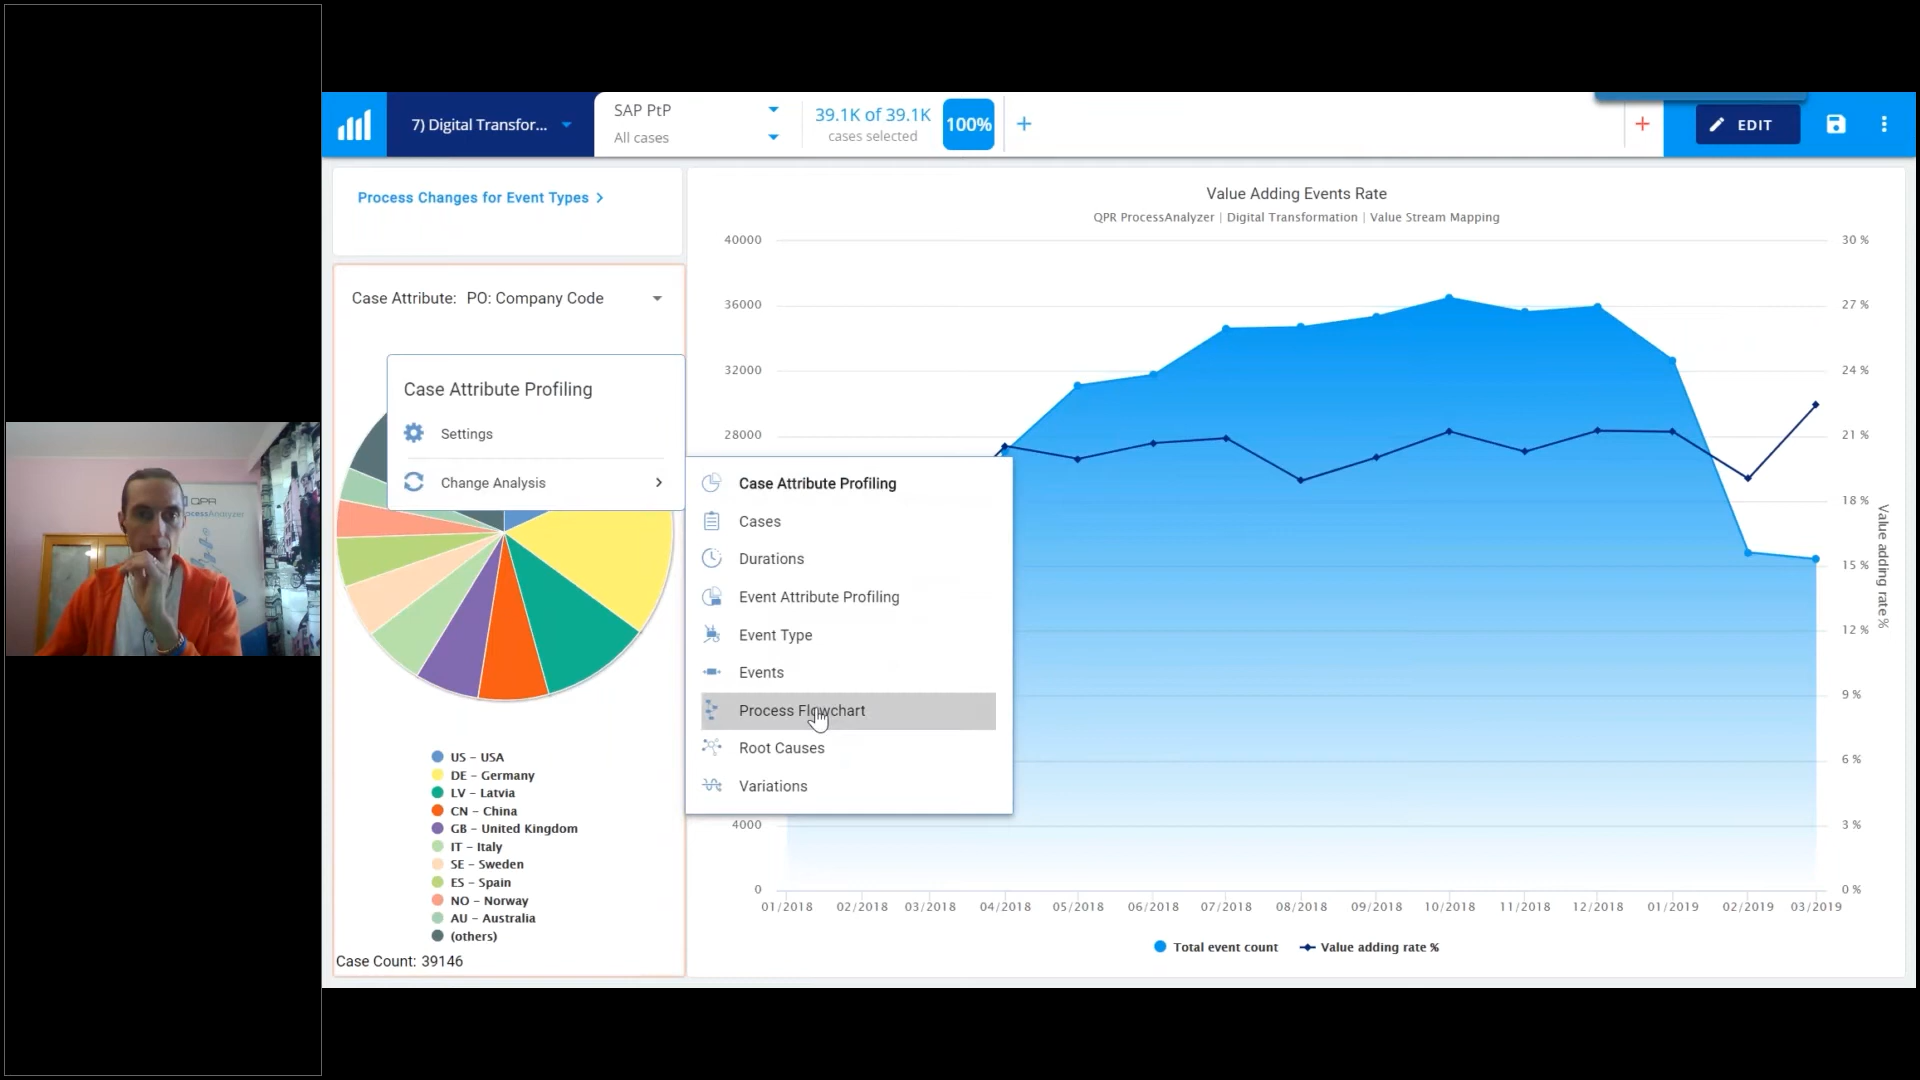 7) Digital Transfor...
SAP PtP
All cases
39.1K of 39.1K
cases selected
100%
EDIT
Process Changes for Event Types
Case Attribute: PO: Company Code
Case Attribute Profiling
Settings
Change Analysis
Case Attribute Profiling
Cases
Durations
Event Attribute Profiling
Event Type
Events
Process Flowchart
Root Causes
Variations
US - USA
DE - Germany
LV - Latvia
CN - China
GB - United Kingdom
IT - Italy
SE - Sweden
ES - Spain
NO - Norway
AU - Australia
(others)
Case Count: 39146
Value Adding Events Rate
QPR ProcessAnalyzer | Digital Transformation | Value Stream Mapping
40000
36000
32000
28000
4000
0
30 %
27 %
24 %
21 %
18 %
15 %
12 %
9 %
6 %
3 %
0 %
Value adding rate %
01/2018 02/2018 03/2018 04/2018 05/2018 06/2018 07/2018 08/2018 09/2018 10/2018 11/2018 12/2018 01/2019 02/2019 03/2019
Total event count Value adding rate %
QPR
ocessAnalyzer